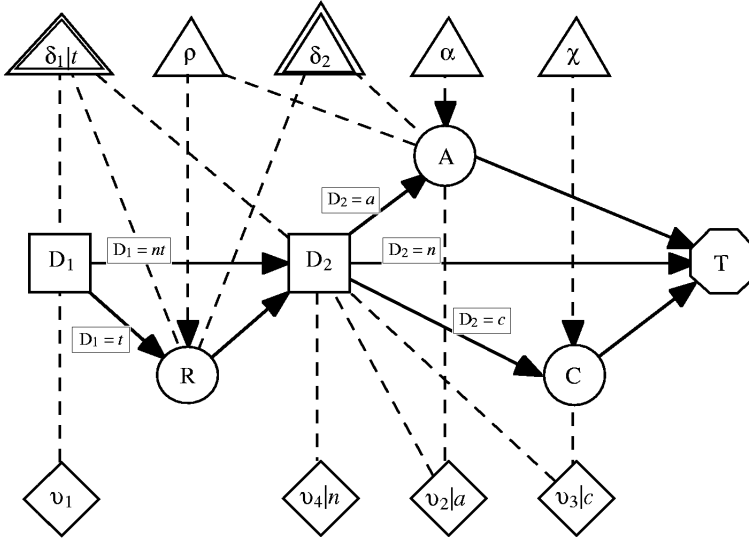 δ₁|t ρ δ₂ α χ
A
D₂ = a
D₁ D₁ = nt D₂ D₂ = n T
D₂ = c
D₁ = t
R C
υ₁ υ₄|n υ₂|a υ₃|c